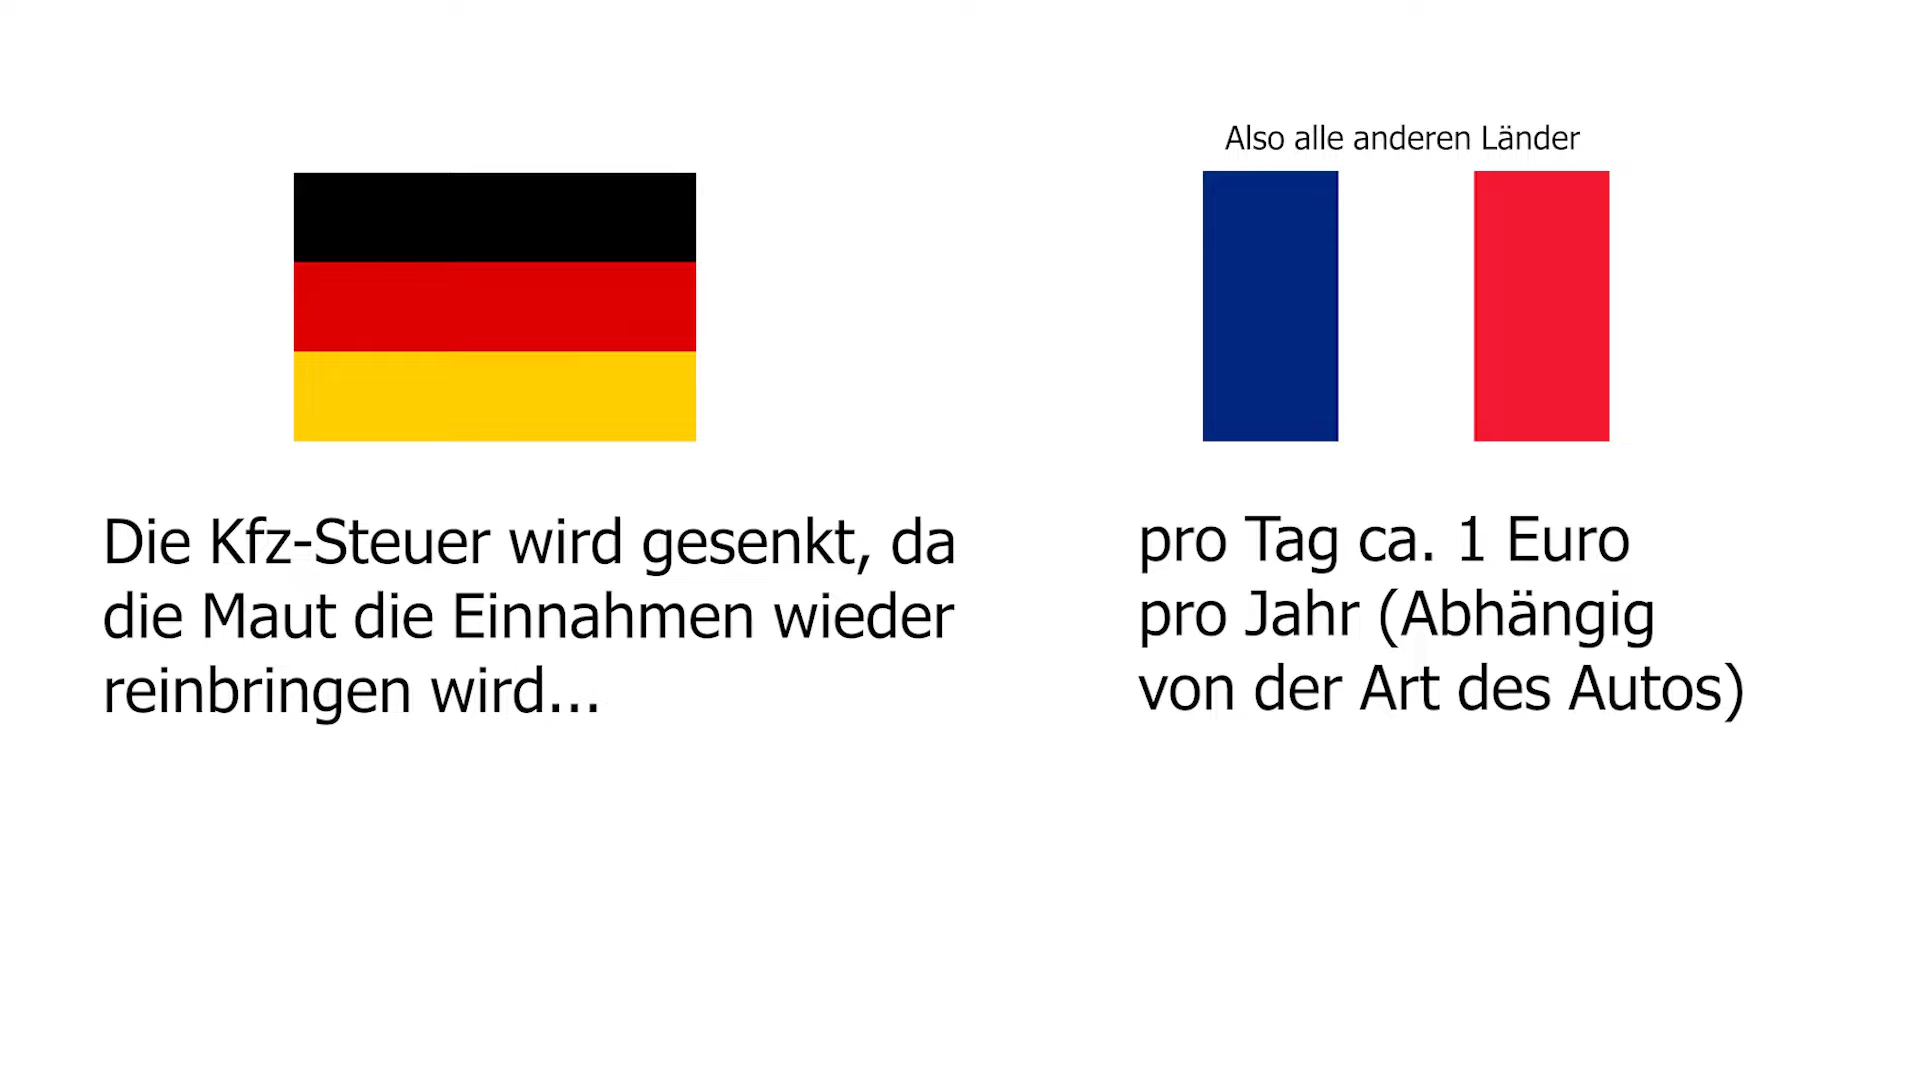 Also alle anderen Länder
Die Kfz-Steuer wird gesenkt, da
die Maut die Einnahmen wieder
reinbringen wird...
pro Tag ca. 1 Euro
pro Jahr (Abhängig
von der Art des Autos)